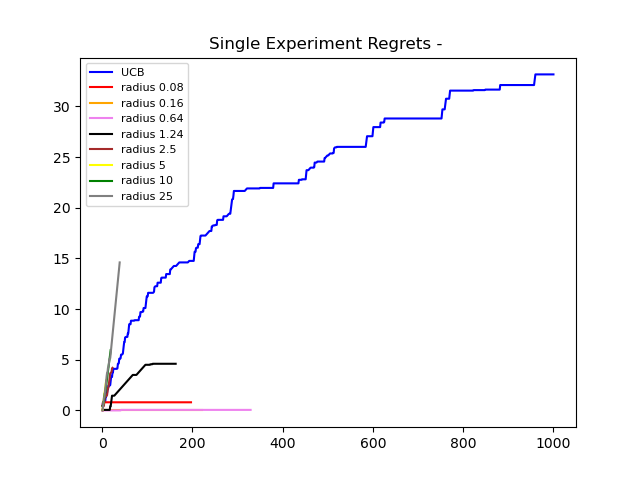 Single Experiment Regrets -
UCB
radius 0.08
radius 0.16
radius 0.64
radius 1.24
radius 2.5
radius 5
radius 10
radius 25
30
25
20
15
10
5
0
0 200 400 600 800 1000